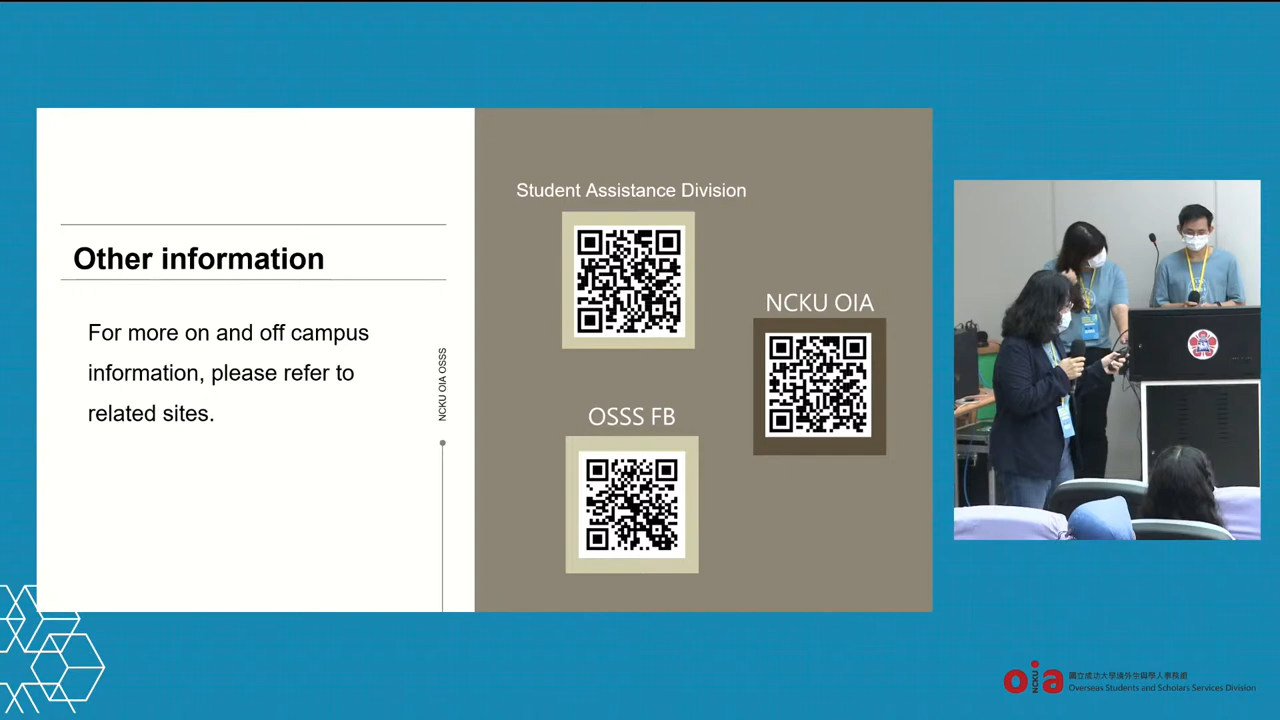 Other information
For more on and off campus
information, please refer to
related sites.
NCKU OIA OSSS
Student Assistance Division
NCKU OIA
OSSS FB
NCKU
oia
國立成功大學境外生與學人事務組
Overseas Students and Scholars Services Division